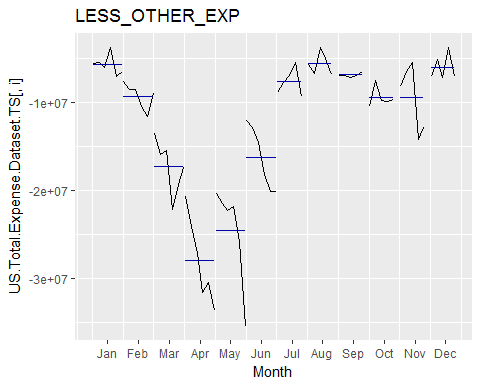 LESS_OTHER_EXP
US.Total.Expense.Dataset.TS[, i]
-1e+07
-2e+07
-3e+07
Jan Feb Mar Apr May Jun Jul Aug Sep Oct Nov Dec
Month